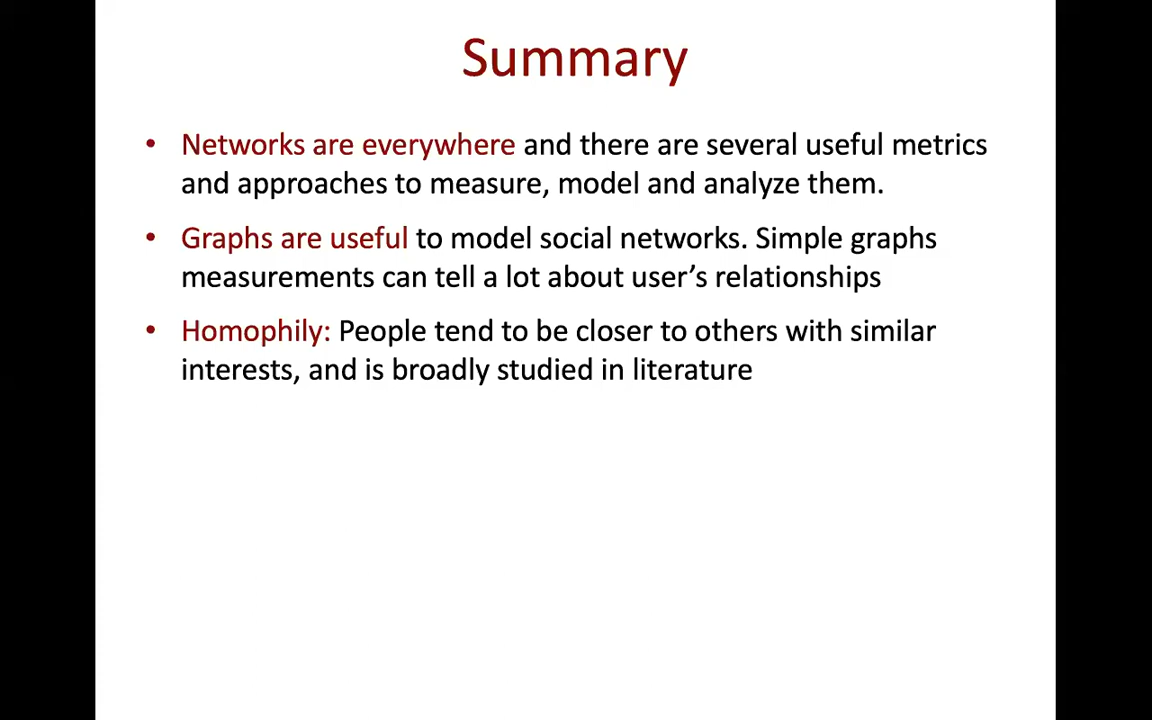 Summary
• Networks are everywhere and there are several useful metrics
and approaches to measure, model and analyze them.
• Graphs are useful to model social networks. Simple graphs
measurements can tell a lot about user’s relationships
• Homophily: People tend to be closer to others with similar
interests, and is broadly studied in literature